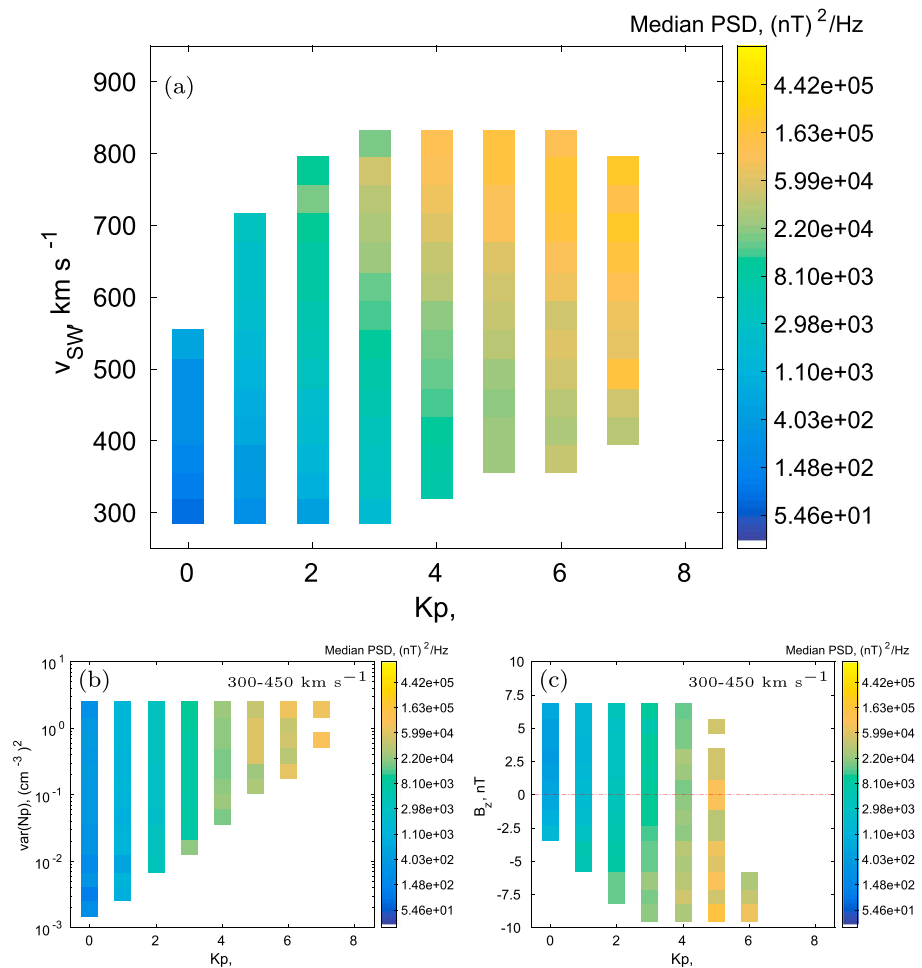 Median PSD, (nT) ²/Hz
(a)
900
800
700
600
500
400
300
v_SW, km s ⁻¹
0 2 4 6 8
Kp,
4.42e+05
1.63e+05
5.99e+04
2.20e+04
8.10e+03
2.98e+03
1.10e+03
4.03e+02
1.48e+02
5.46e+01
Median PSD, (nT) ²/Hz
(b) 300-450 km s⁻¹
10¹
10⁰
10⁻¹
10⁻²
10⁻³
var(Np), (cm ⁻³ )²
0 2 4 6 8
Kp,
4.42e+05
1.63e+05
5.99e+04
2.20e+04
8.10e+03
2.98e+03
1.10e+03
4.03e+02
1.48e+02
5.46e+01
Median PSD, (nT) ²/Hz
(c) 300-450 km s⁻¹
10
7.5
5
2.5
0
-2.5
-5
-7.5
-10
B_z, nT
0 2 4 6 8
Kp,
4.42e+05
1.63e+05
5.99e+04
2.20e+04
8.10e+03
2.98e+03
1.10e+03
4.03e+02
1.48e+02
5.46e+01